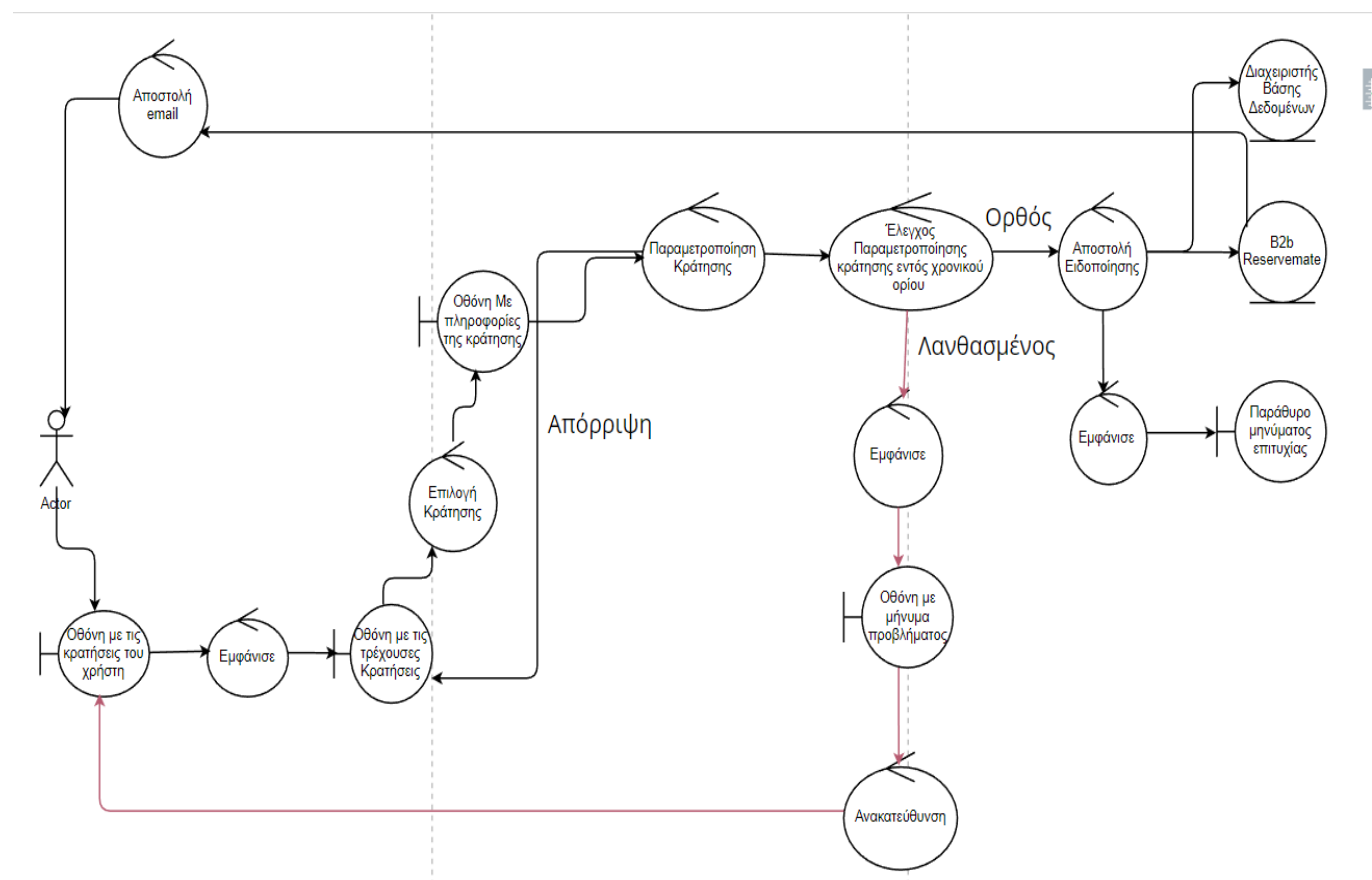 Αποστολή
email
Διαχειριστής
Βάσης
Δεδομένων
Παραμετροποίηση
Κράτησης
Έλεγχος
Παραμετροποίησης
κράτησης εντός χρονικού
ορίου
Ορθός
Αποστολή
Ειδοποίησης
B2b
Reservemate
Οθόνη Με
πληροφορίες
της κράτησης
Λανθασμένος
Απόρριψη
Εμφάνισε
Εμφάνισε
Παράθυρο
μηνύματος
επιτυχίας
Actor
Επιλογή
Κράτησης
Οθόνη με τις
κρατήσεις του
χρήστη
Εμφάνισε
Οθόνη με τις
τρέχουσες
Κρατήσεις
Οθόνη με
μήνυμα
προβλήματος
Ανακατεύθυνση